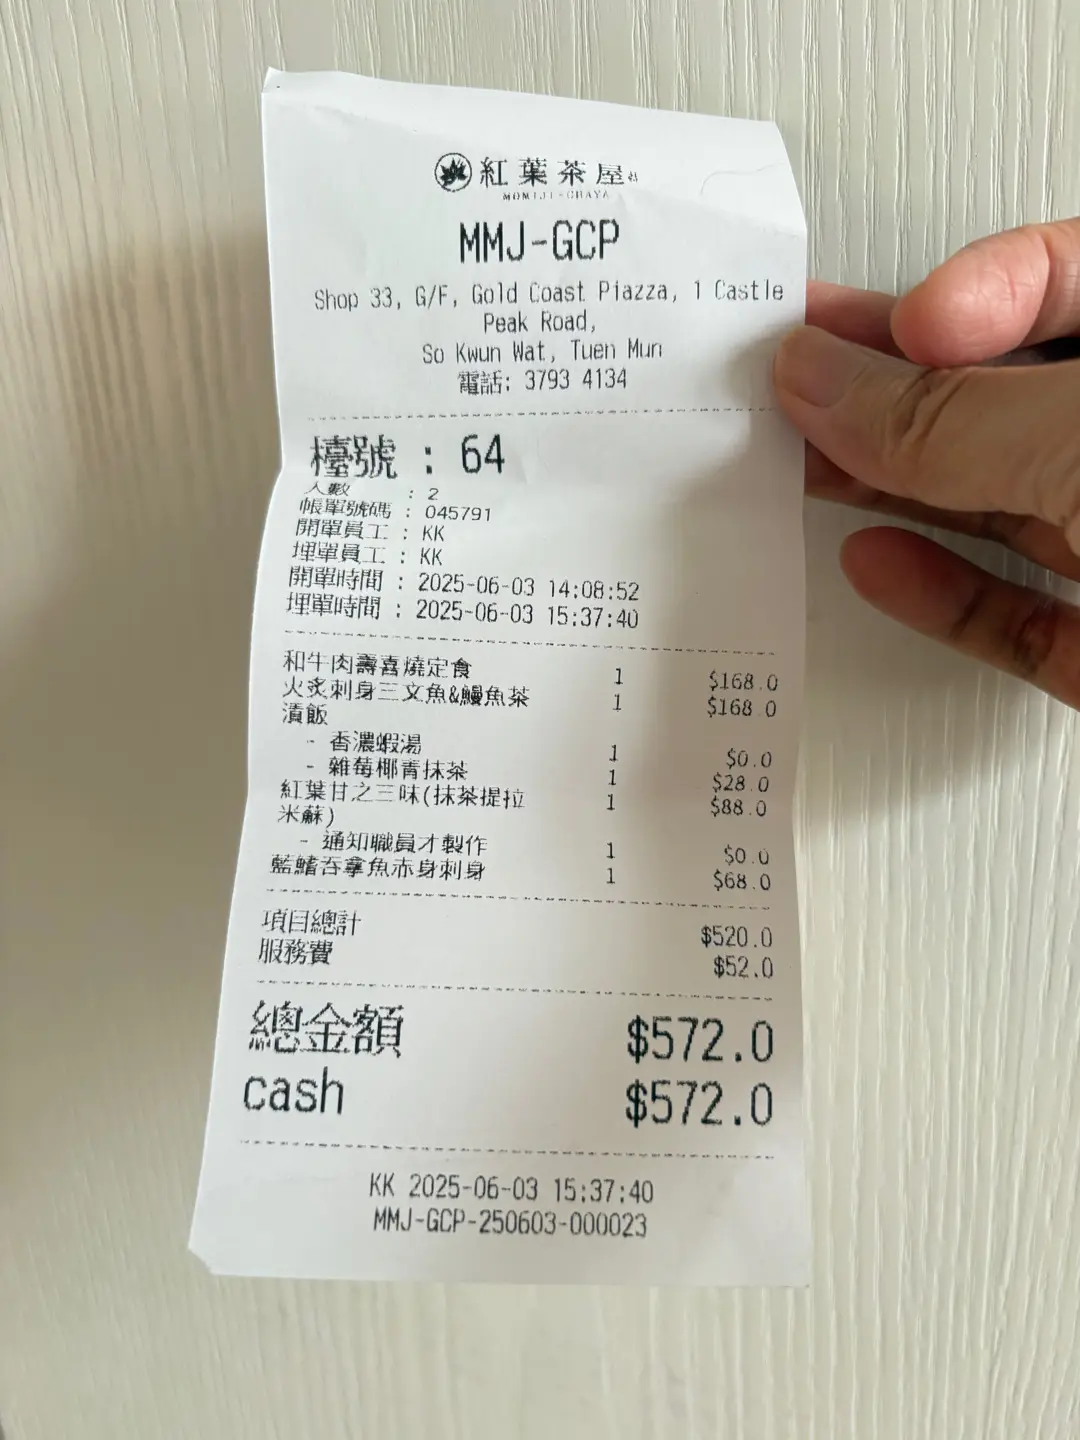 紅葉茶屋
MOMIJI-CHAYA
MMJ-GCP
Shop 33, G/F, Gold Coast Piazza, 1 Castle
Peak Road,
So Kwun Wat, Tuen Mun
電話: 3793 4134
檯號 : 64
人數 : 2
帳單號碼 : 045791
開單員工 : KK
埋單員工 : KK
開單時間 : 2025-06-03 14:08:52
埋單時間 : 2025-06-03 15:37:40
和牛肉壽喜燒定食 1 $168.0
火炙刺身三文魚&鰻魚茶 1 $168.0
漬飯
- 香濃蝦湯 1 $0.0
- 雜莓椰青抹茶 1 $28.0
紅葉甘之三味(抹茶提拉 1 $88.0
米蘇)
- 通知職員才製作 1 $0.0
藍鰭吞拿魚赤身刺身 1 $68.0
項目總計 $520.0
服務費 $52.0
總金額 $572.0
cash $572.0
KK 2025-06-03 15:37:40
MMJ-GCP-250603-000023